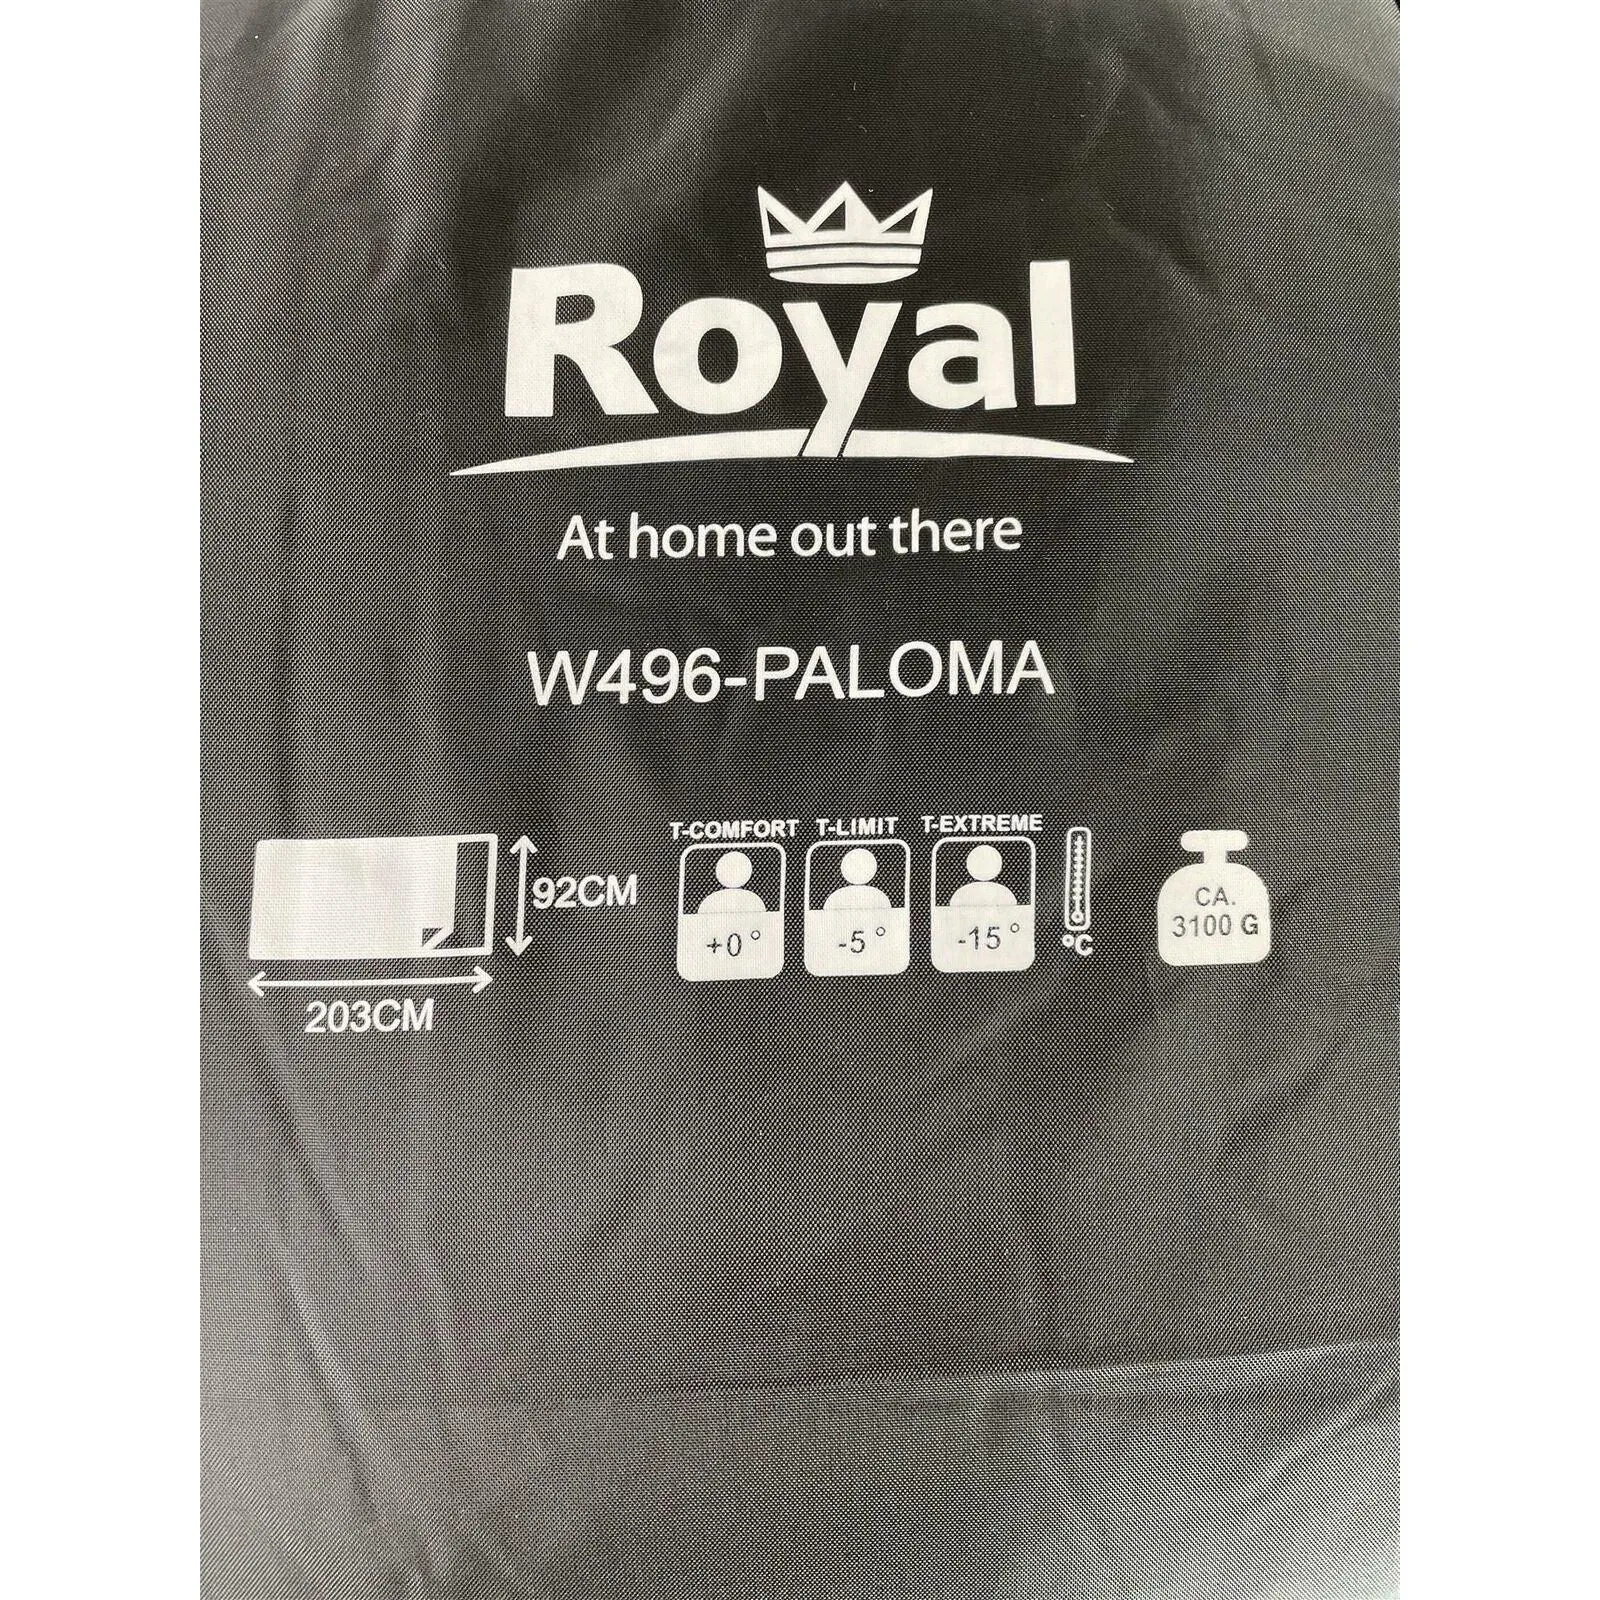 Royal
At home out there
W496-PALOMA
T-COMFORT T-LIMIT T-EXTREME
92CM
+0° -5° -15°
°C
CA.
3100 G
203CM